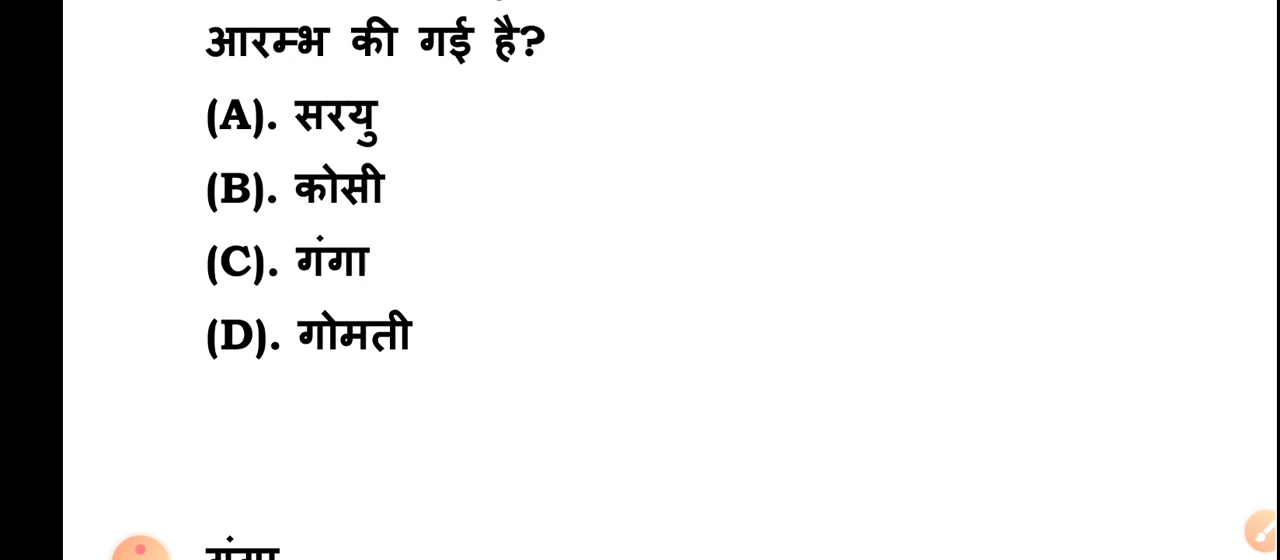 आरम्भ की गई है?
(A). सरयु
(B). कोसी
(C). गंगा
(D). गोमती
गंगा